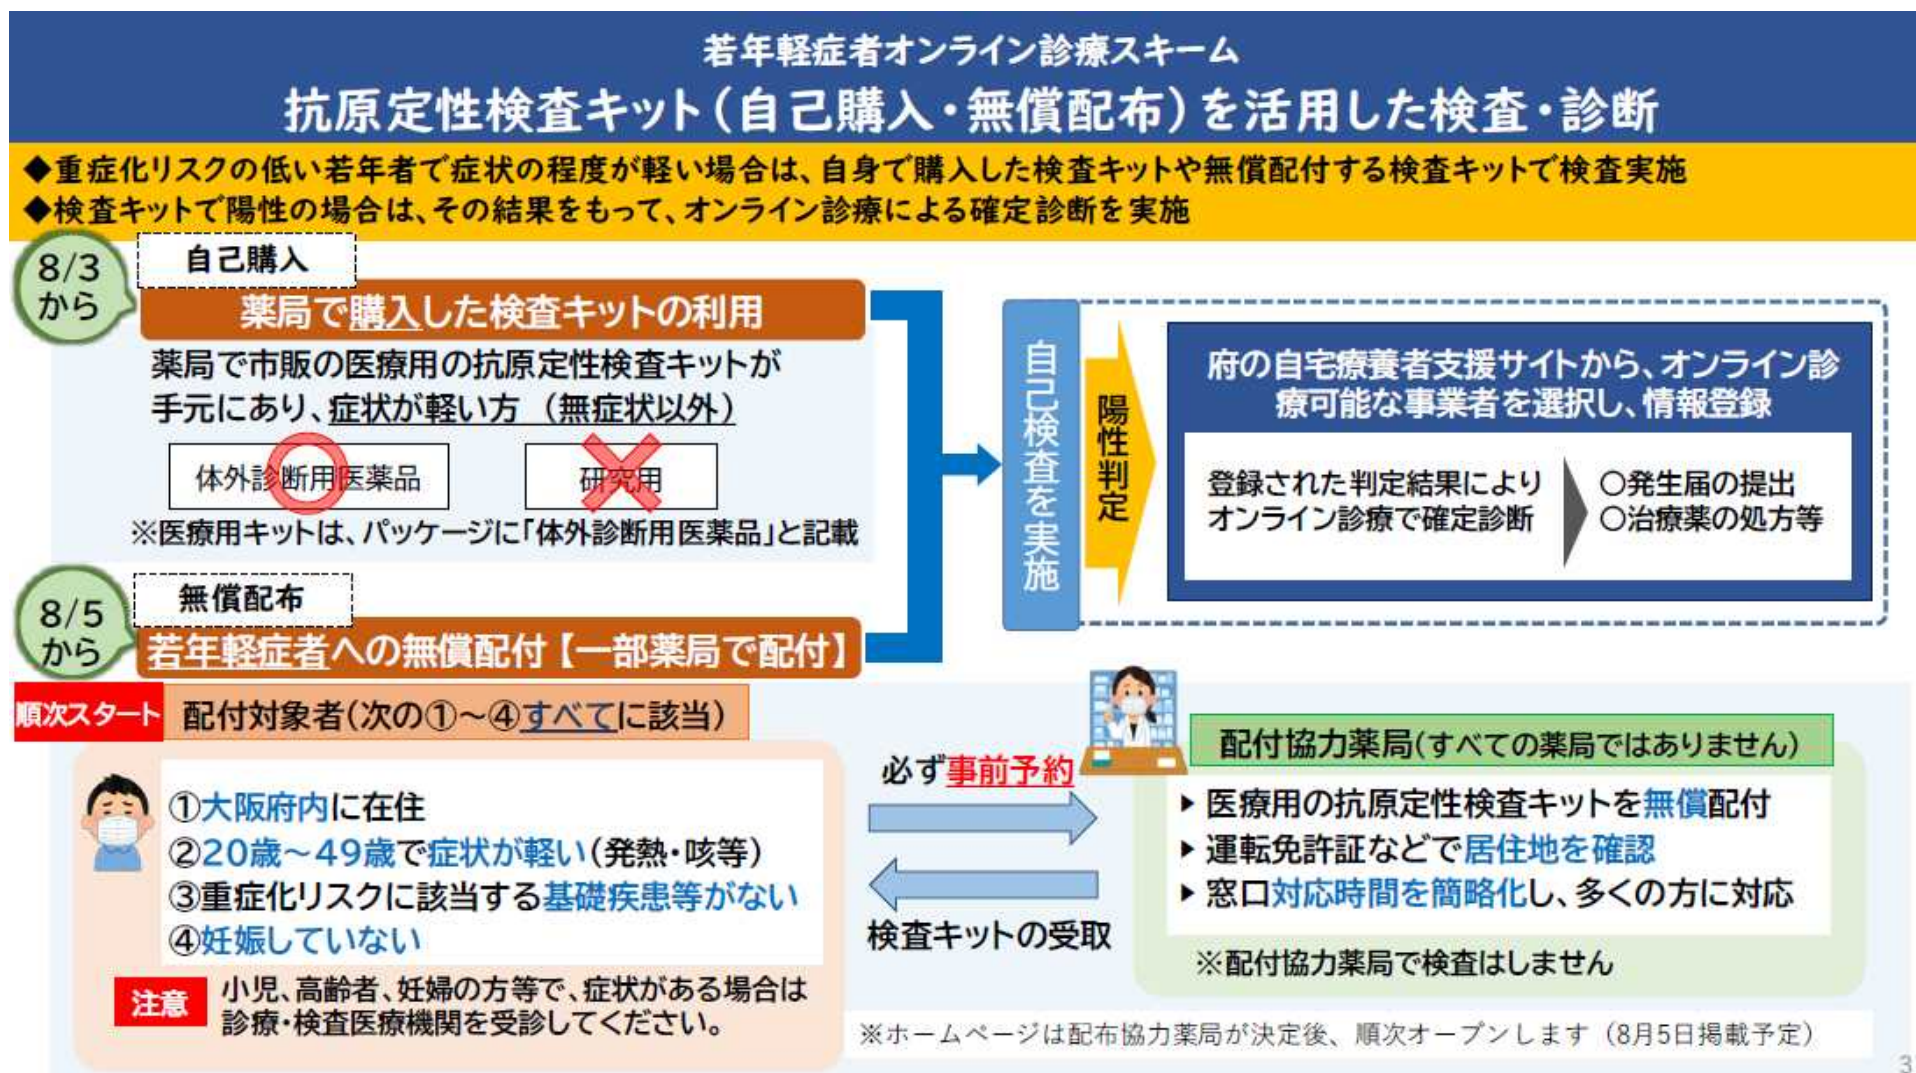 若年軽症者オンライン診療スキーム
抗原定性検査キット(自己購入・無償配布)を活用した検査・診断
◆重症化リスクの低い若年者で症状の程度が軽い場合は、自身で購入した検査キットや無償配付する検査キットで検査実施
◆検査キットで陽性の場合は、その結果をもって、オンライン診療による確定診断を実施
8/3
から
自己購入
薬局で購入した検査キットの利用
薬局で市販の医療用の抗原定性検査キットが
手元にあり、症状が軽い方 (無症状以外)
体外診断用医薬品
研究用
※医療用キットは、パッケージに「体外診断用医薬品」と記載
自己検査を実施
陽性判定
府の自宅療養者支援サイトから、オンライン診
療可能な事業者を選択し、情報登録
登録された判定結果により
オンライン診療で確定診断
○発生届の提出
○治療薬の処方等
8/5
から
無償配布
若年軽症者への無償配付【一部薬局で配付】
順次スタート
配付対象者(次の①～④すべてに該当)
①大阪府内に在住
②20歳～49歳で症状が軽い(発熱・咳等)
③重症化リスクに該当する基礎疾患等がない
④妊娠していない
注意
小児、高齢者、妊婦の方等で、症状がある場合は
診療・検査医療機関を受診してください。
必ず事前予約
検査キットの受取
配付協力薬局(すべての薬局ではありません)
▶医療用の抗原定性検査キットを無償配付
▶運転免許証などで居住地を確認
▶窓口対応時間を簡略化し、多くの方に対応
※配付協力薬局で検査はしません
※ホームページは配布協力薬局が決定後、順次オープンします(8月5日掲載予定)
3